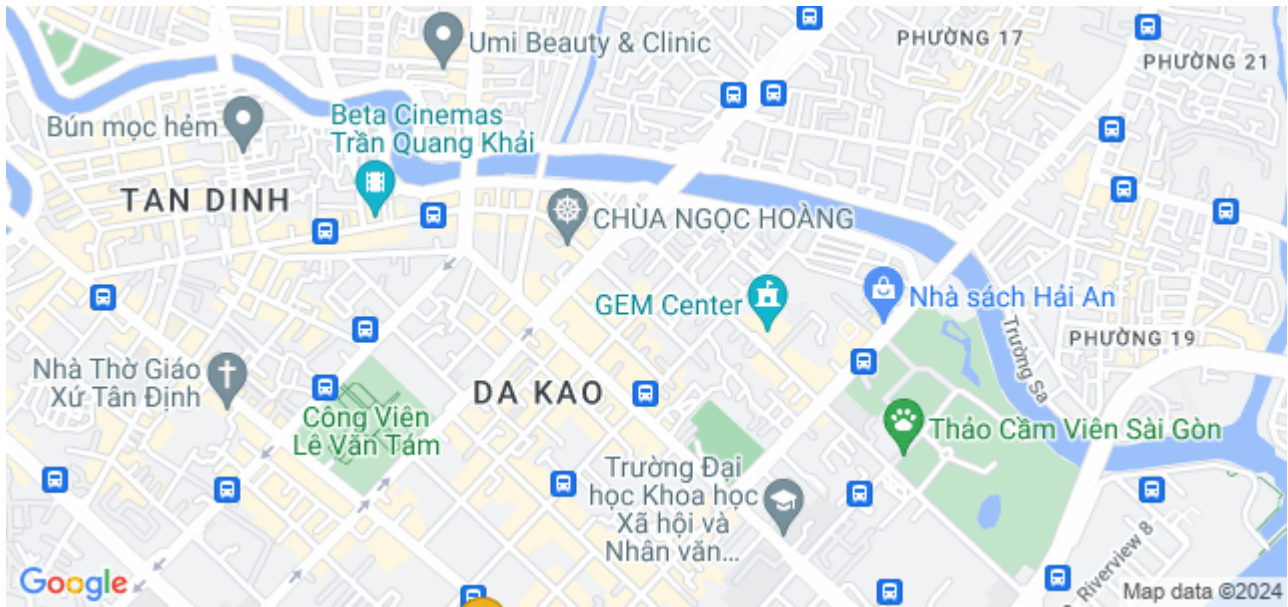 Umi Beauty & Clinic
PHƯỜNG 17
PHƯỜNG 21
Bún mọc hẻm
Beta Cinemas
Trần Quang Khải
TAN DINH
CHÙA NGỌC HOÀNG
GEM Center
Nhà sách Hải An
Trường Sa
PHƯỜNG 19
Nhà Thờ Giáo
Xứ Tân Định
DA KAO
Công Viên
Lê Văn Tám
Thảo Cầm Viên Sài Gòn
Trường Đại
học Khoa học
Xã hội và
Nhân văn...
Riverview 8
Google
Map data ©2024